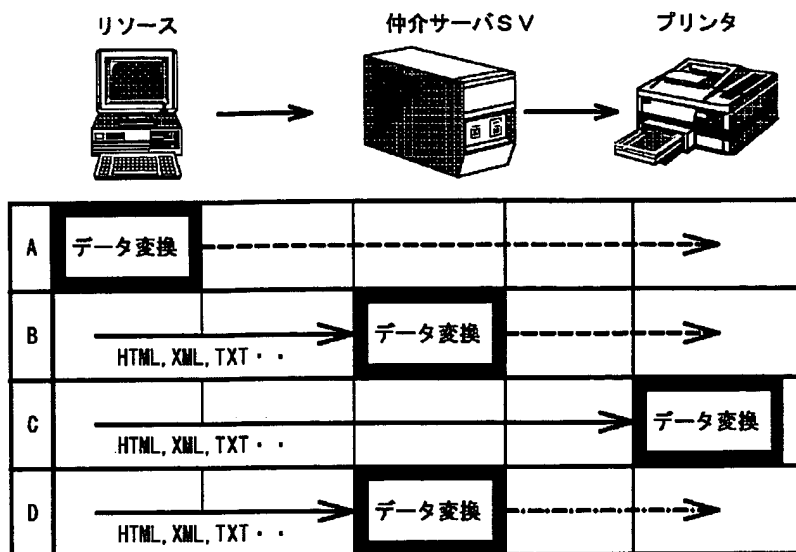 リソース 仲介サーバSV プリンタ
A データ変換
B データ変換
HTML, XML, TXT・・
C データ変換
HTML, XML, TXT・・
D データ変換
HTML, XML, TXT・・